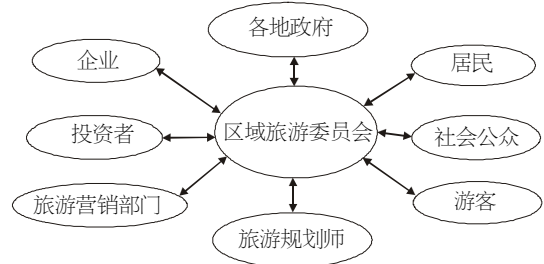 各地政府
企业
居民
投资者
区域旅游委员会
社会公众
旅游营销部门
游客
旅游规划师